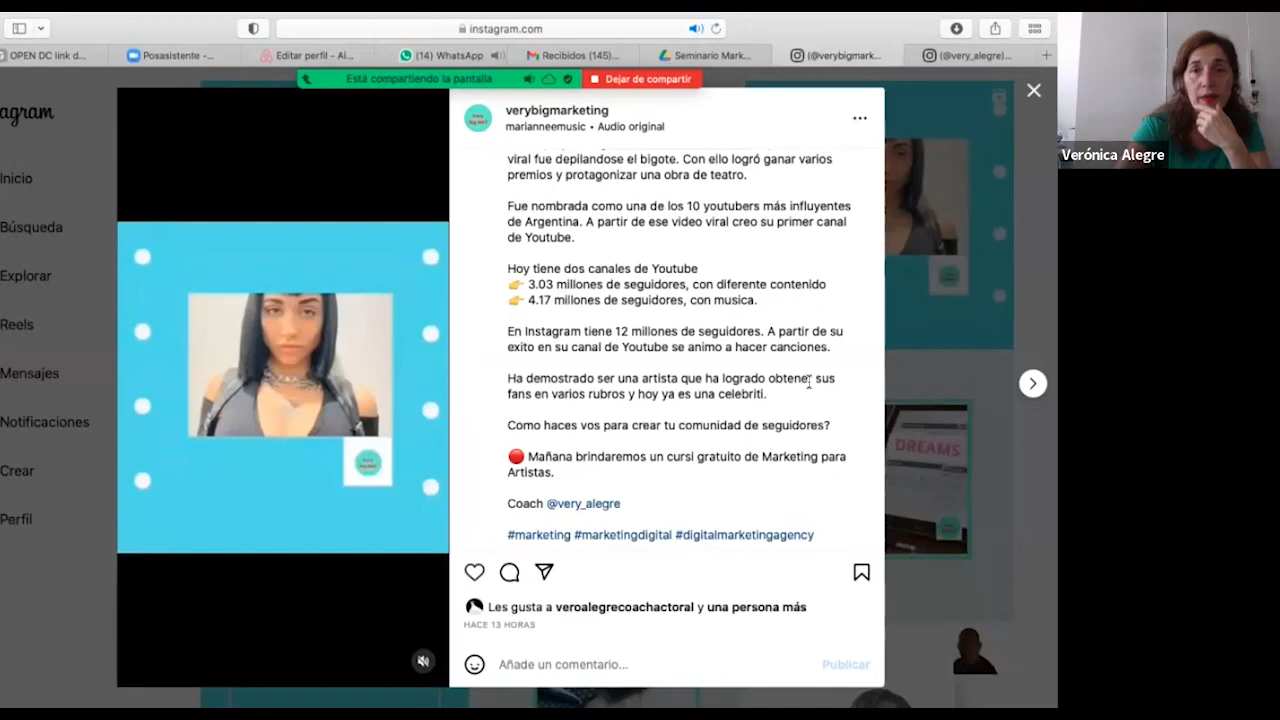 instagram.com
OPEN DC link d...
Posasistente -...
Editar perfil - Ai...
(14) WhatsApp
Recibidos (145)...
Seminario Mark...
(@verybigmark...
(@very_alegre)...
Está compartiendo la pantalla
Dejar de compartir
Verónica Alegre
agram
Inicio
Búsqueda
Explorar
Reels
Mensajes
Notificaciones
Crear
Perfil
verybigmarketing
marianneemusic • Audio original
viral fue depilandose el bigote. Con ello logró ganar varios
premios y protagonizar una obra de teatro.
Fue nombrada como una de los 10 youtubers más influyentes
de Argentina. A partir de ese video viral creo su primer canal
de Youtube.
Hoy tiene dos canales de Youtube
👉 3.03 millones de seguidores, con diferente contenido
👉 4.17 millones de seguidores, con musica.
En Instagram tiene 12 millones de seguidores. A partir de su
exito en su canal de Youtube se animo a hacer canciones.
Ha demostrado ser una artista que ha logrado obtener sus
fans en varios rubros y hoy ya es una celebriti.
Como haces vos para crear tu comunidad de seguidores?
🔴 Mañana brindaremos un cursi gratuito de Marketing para
Artistas.
Coach @very_alegre
#marketing #marketingdigital #digitalmarketingagency
Les gusta a veroalegrecoachactoral y una persona más
HACE 13 HORAS
Añade un comentario...
Publicar
DREAMS